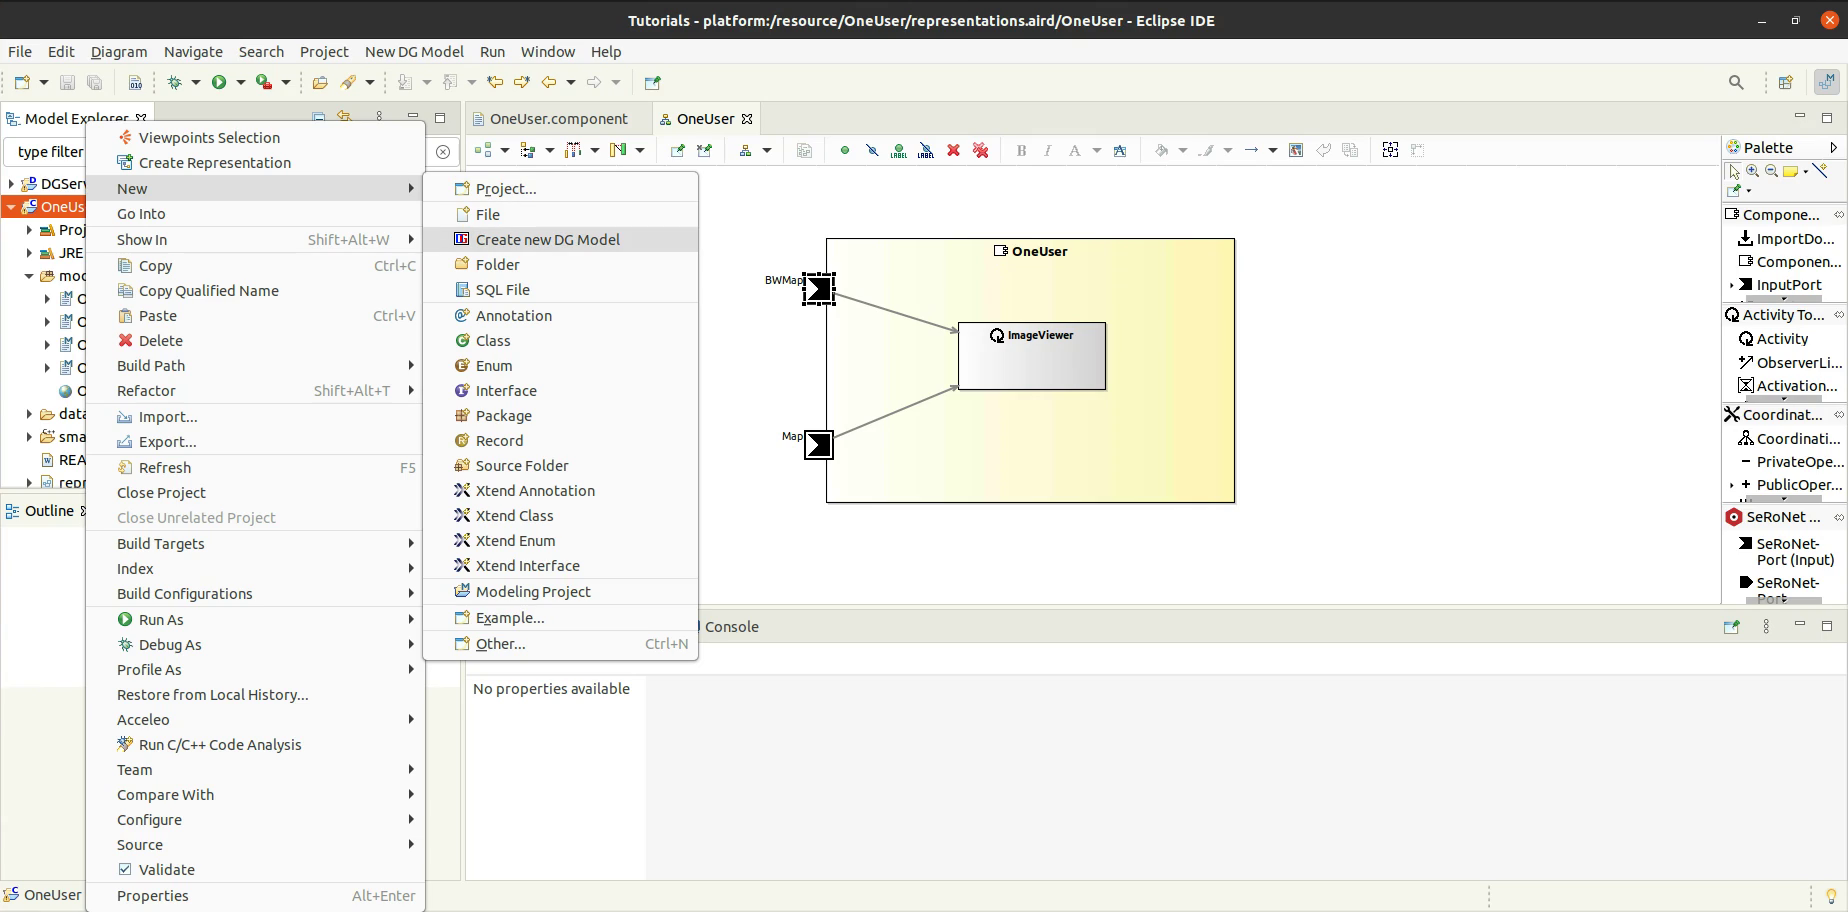 Tutorials - platform:/resource/OneUser/representations.aird/OneUser - Eclipse IDE
File Edit Diagram Navigate Search Project New DG Model Run Window Help
Model Explorer
type filter
DGServ
OneUs
Proj
JRE
mod
O
O
O
O
O
data
sma
REA
repr
Outline
OneUser
Viewpoints Selection
Create Representation
New
Go Into
Show In Shift+Alt+W
Copy Ctrl+C
Copy Qualified Name
Paste Ctrl+V
Delete
Build Path
Refactor Shift+Alt+T
Import...
Export...
Refresh F5
Close Project
Close Unrelated Project
Build Targets
Index
Build Configurations
Run As
Debug As
Profile As
Restore from Local History...
Acceleo
Run C/C++ Code Analysis
Team
Compare With
Configure
Source
Validate
Properties Alt+Enter
Project...
File
Create new DG Model
Folder
SQL File
Annotation
Class
Enum
Interface
Package
Record
Source Folder
Xtend Annotation
Xtend Class
Xtend Enum
Xtend Interface
Modeling Project
Example...
Other... Ctrl+N
OneUser.component
OneUser
OneUser
BWMap
ImageViewer
Map
Console
No properties available
Palette
Compone...
ImportDo...
Componen...
InputPort
Activity To...
Activity
ObserverLi...
Activation...
Coordinat...
Coordinati...
PrivateOpe...
PublicOper...
SeRoNet ...
SeRoNet-
Port (Input)
SeRoNet-